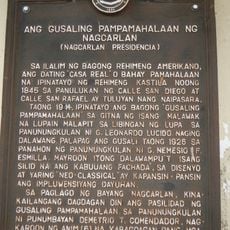 ANG GUSALING PAMPAMAHALAAN NG
NAGCARLAN
(NAGCARLAN PRESIDENCIA)
SA ILALIM NG BAGONG REHIMENG AMERIKANO,
ANG DATING "CASA REAL" O BAHAY PAMAHALAAN
NA IPINATAYO NG REHIMENG KASTILA NOONG
1845 SA PANULUKAN NG CALLE SAN DIEGO AT
CALLE SAN RAFAEL AY TULUYAN NANG NAIPASARA.
TAONG 19 IPINATAYO ANG BAGONG "GUSALING
PAMPAMAHALAAN" SA GITNA NG ISANG MALAWAK
NA LUPAIN MALAPIT SA LIBINGAN NG LUPA SA
PANUNUNGKULAN NI G. LEONARDO LUCIDO. NAGING
DALAWANG PALAPAG ANG GUSALI TAONG 1926 SA
PANAHON NG PANUNUNGKULAN NI G. NEMESIO
ESMILLA. MAYROON ITONG DALAWAMPU'T ISANG
SILID NA ANG KABUUANG FACHADA, SA DISENYO
AT YARING "NEO-CLASSICAL" AY KAPANSIN-PANSIN
ANG IMPLUWENSIYANG DAYUHAN.
SA PAGLAGO NG BAYANG NAGCARLAN, KINA-
KAILANGANG DAGDAGAN DIN ANG PASILIDAD NG
GUSALING PAMPAMAHALAAN. SA PANUNUNGKULAN
NI PUNUMBAYAN DEMETRIO T. COMENDADOR, NAG-
KAROON NG